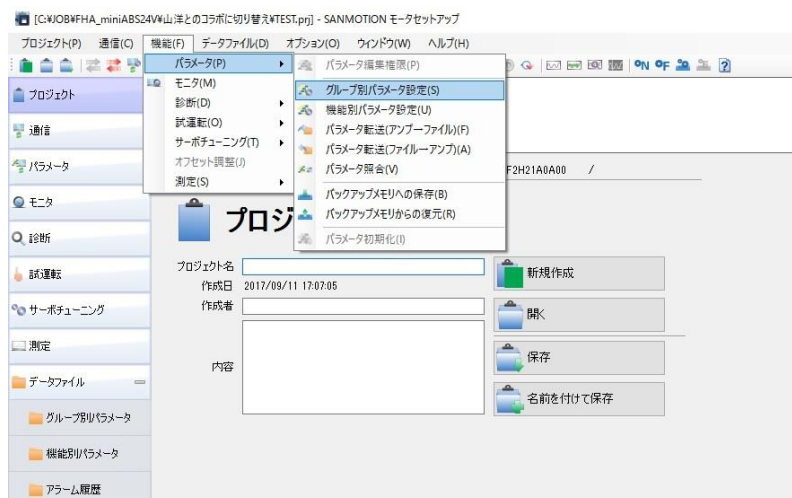 [C:¥JOB¥FHA_miniABS24V¥山洋とのコラボに切り替え¥TEST.prj] - SANMOTION モータセットアップ
プロジェクト(P) 通信(C) 機能(F) データファイル(D) オプション(O) ウィンドウ(W) ヘルプ(H)
パラメータ(P)
モニタ(M)
診断(D)
試運転(O)
サーボチューニング(T)
オフセット調整(J)
測定(S)
パラメータ編集権限(P)
グループ別パラメータ設定(S)
機能別パラメータ設定(U)
パラメータ転送(アンプーファイル)(F)
パラメータ転送(ファイルーアンプ)(A)
パラメータ照合(V)
バックアップメモリへの保存(B)
バックアップメモリからの復元(R)
パラメータ初期化(I)
ON OF
F2H21A0A00 /
プロジェクト
通信
パラメータ
モニタ
診断
試運転
サーボチューニング
測定
データファイル
グループ別パラメータ
機能別パラメータ
アラーム履歴
プロジ
プロジェクト名
作成日 2017/09/11 17:07:05
作成者
内容
新規作成
開く
保存
名前を付けて保存